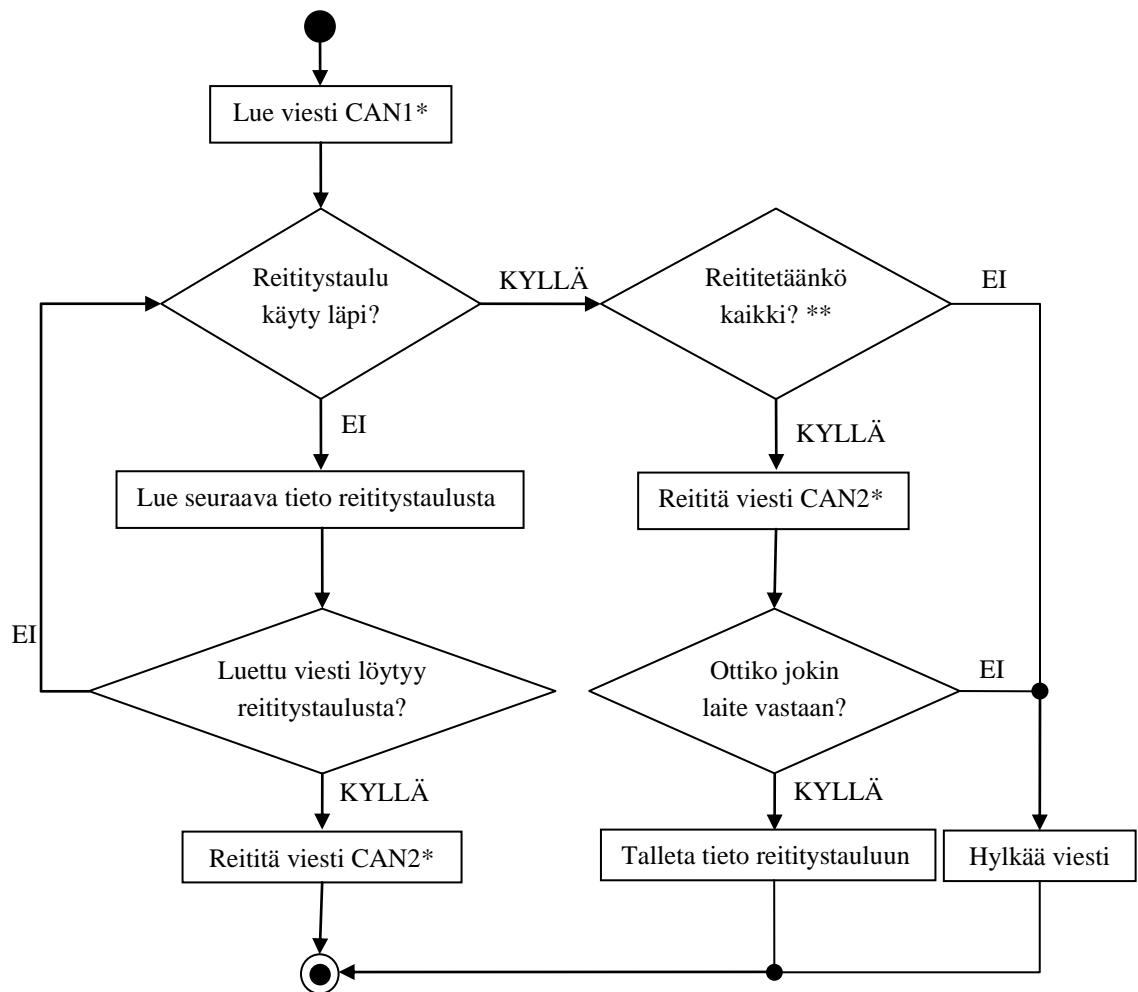 Lue viesti CAN1*
Reititystaulu
käyty läpi?
KYLLÄ
Reititetäänkö
kaikki? **
EI
EI
KYLLÄ
Lue seuraava tieto reititystaulusta
Reititä viesti CAN2*
EI
Luettu viesti löytyy
reititystaulusta?
Ottiko jokin
laite vastaan?
EI
KYLLÄ
KYLLÄ
Reititä viesti CAN2*
Talleta tieto reititystauluun
Hylkää viesti